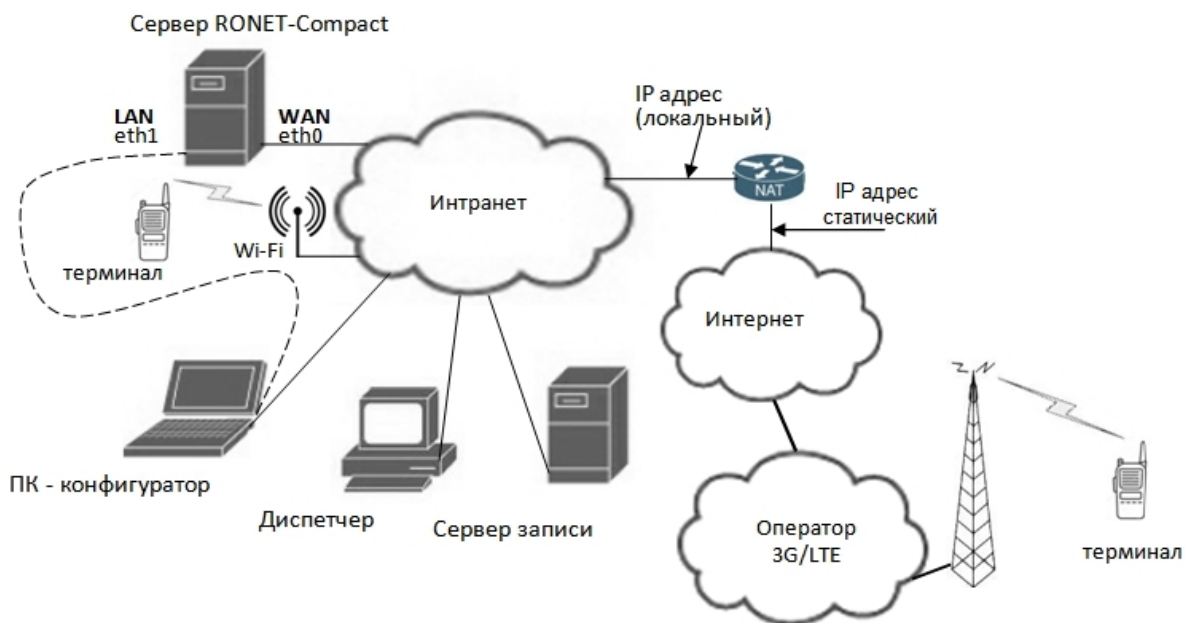 Сервер RONET-Compact
LAN
eth1
WAN
eth0
IP адрес
(локальный)
NAT
IP адрес
статический
Интранет
Wi-Fi
терминал
Интернет
ПК - конфигуратор
Диспетчер
Сервер записи
Оператор
3G/LTE
терминал